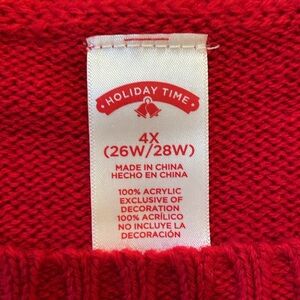 • HOLIDAY TIME •
4X
(26W/28W)
MADE IN CHINA
HECHO EN CHINA
100% ACRYLIC
EXCLUSIVE OF
DECORATION
100% ACRÍLICO
NO INCLUYE LA
DECORACIÓN